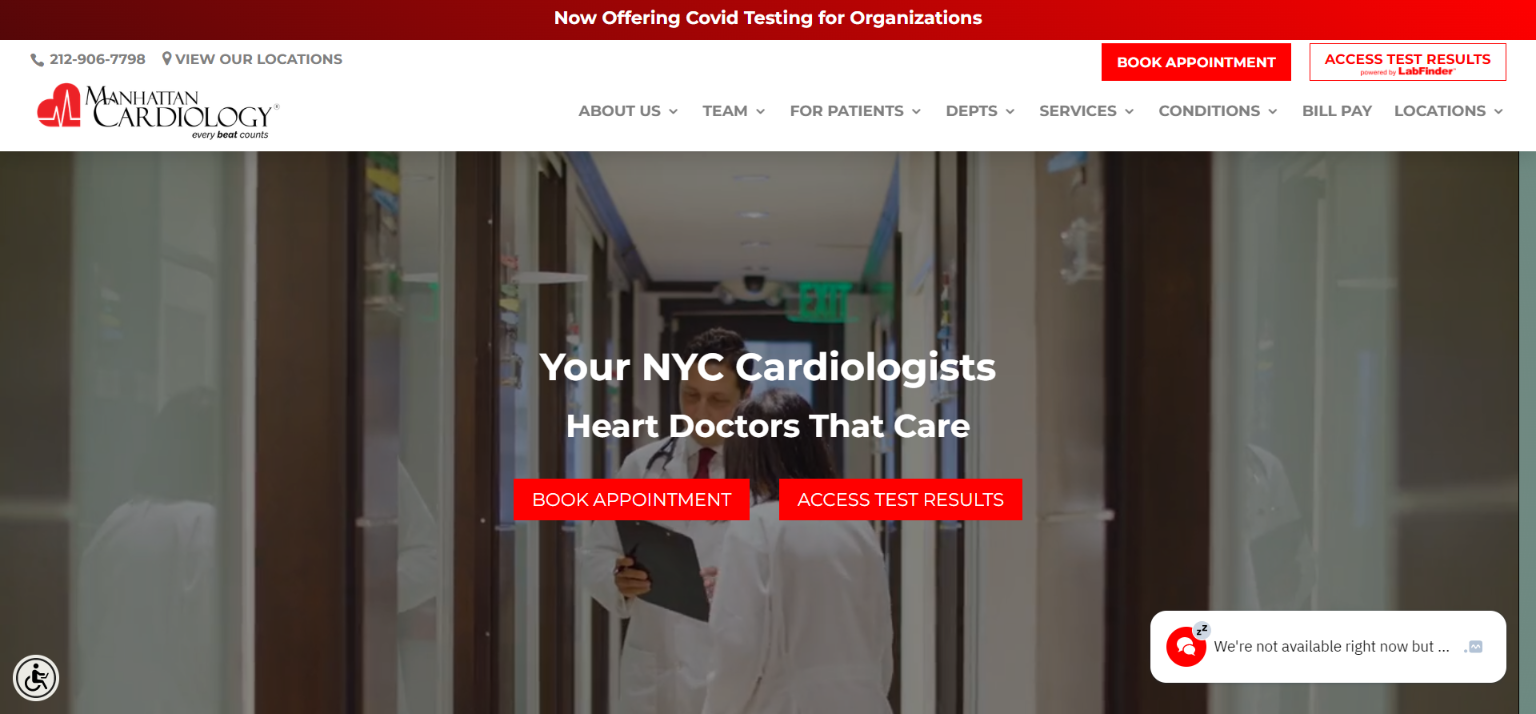 Now Offering Covid Testing for Organizations
212-906-7798 VIEW OUR LOCATIONS
BOOK APPOINTMENT
ACCESS TEST RESULTS
powered by LabFinder
MANHATTAN
CARDIOLOGY®
every beat counts
ABOUT US TEAM FOR PATIENTS DEPTS SERVICES CONDITIONS BILL PAY LOCATIONS
EXIT
Your NYC Cardiologists
Heart Doctors That Care
BOOK APPOINTMENT ACCESS TEST RESULTS
zZ
We're not available right now but ...